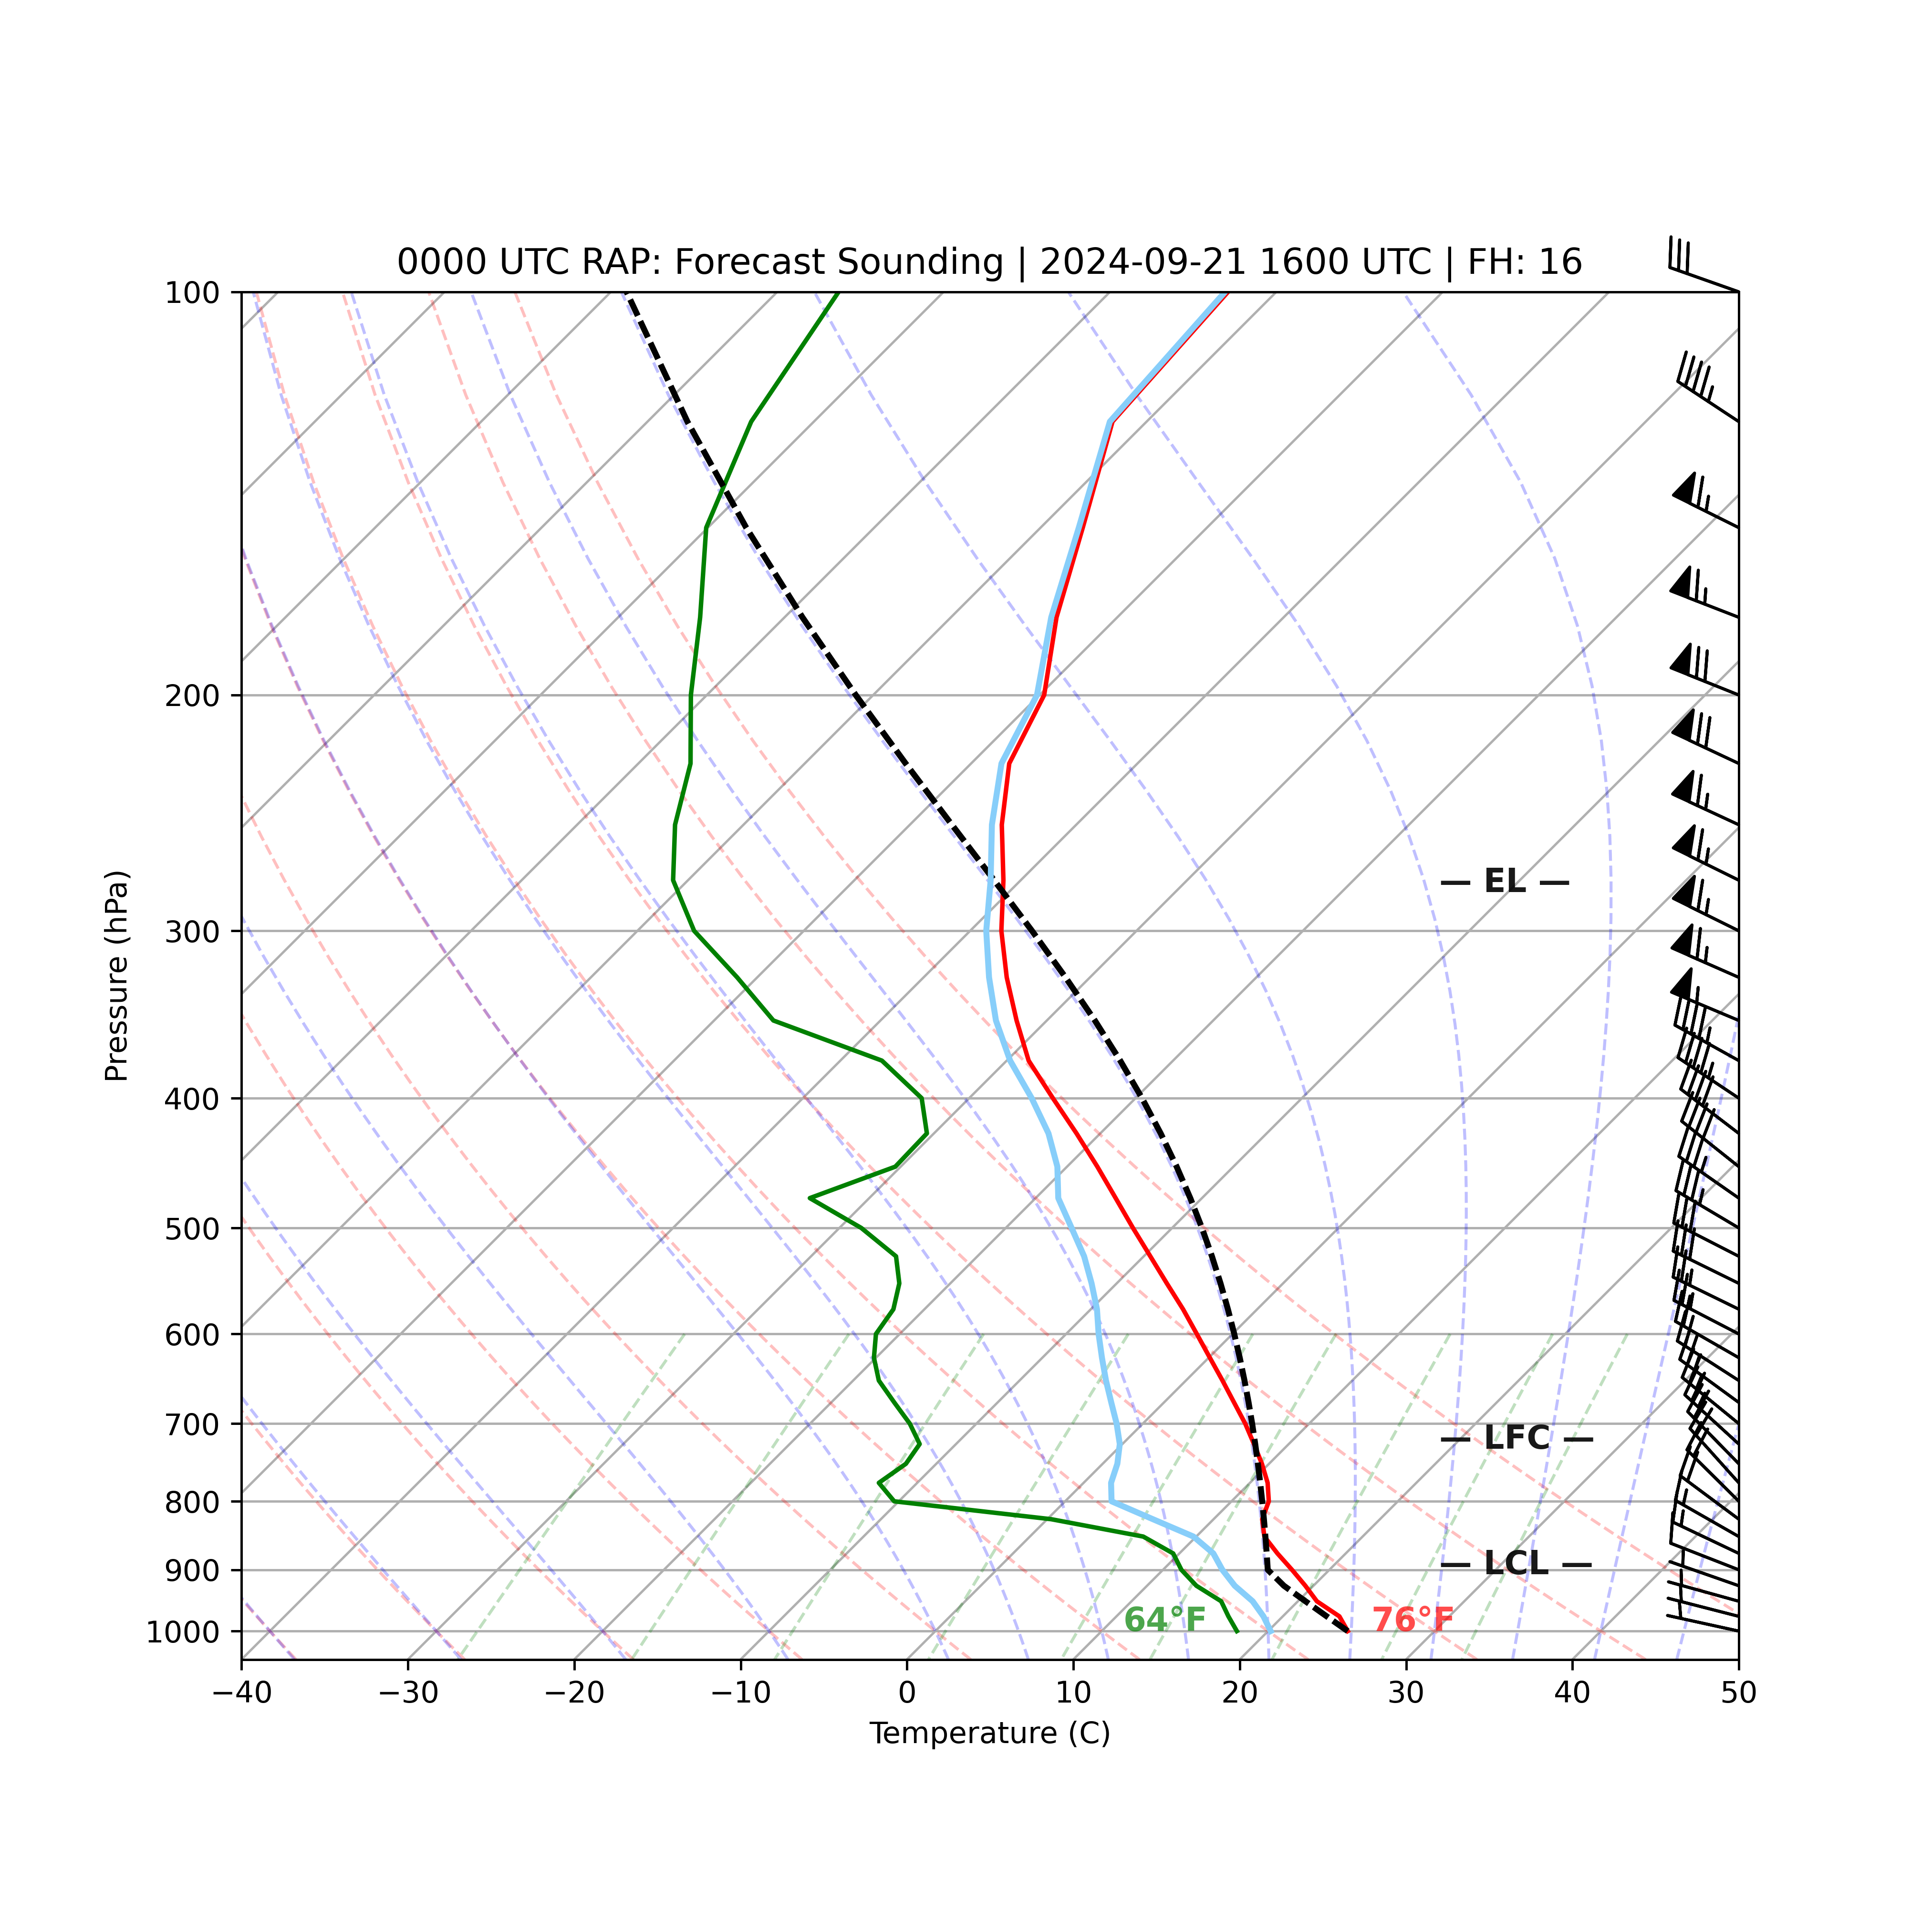 0000 UTC RAP: Forecast Sounding | 2024-09-21 1600 UTC | FH: 16
100
200
300
400
500
600
700
800
900
1000
Pressure (hPa)
— EL —
— LFC —
— LCL —
64°F
76°F
−40 −30 −20 −10 0 10 20 30 40 50
Temperature (C)